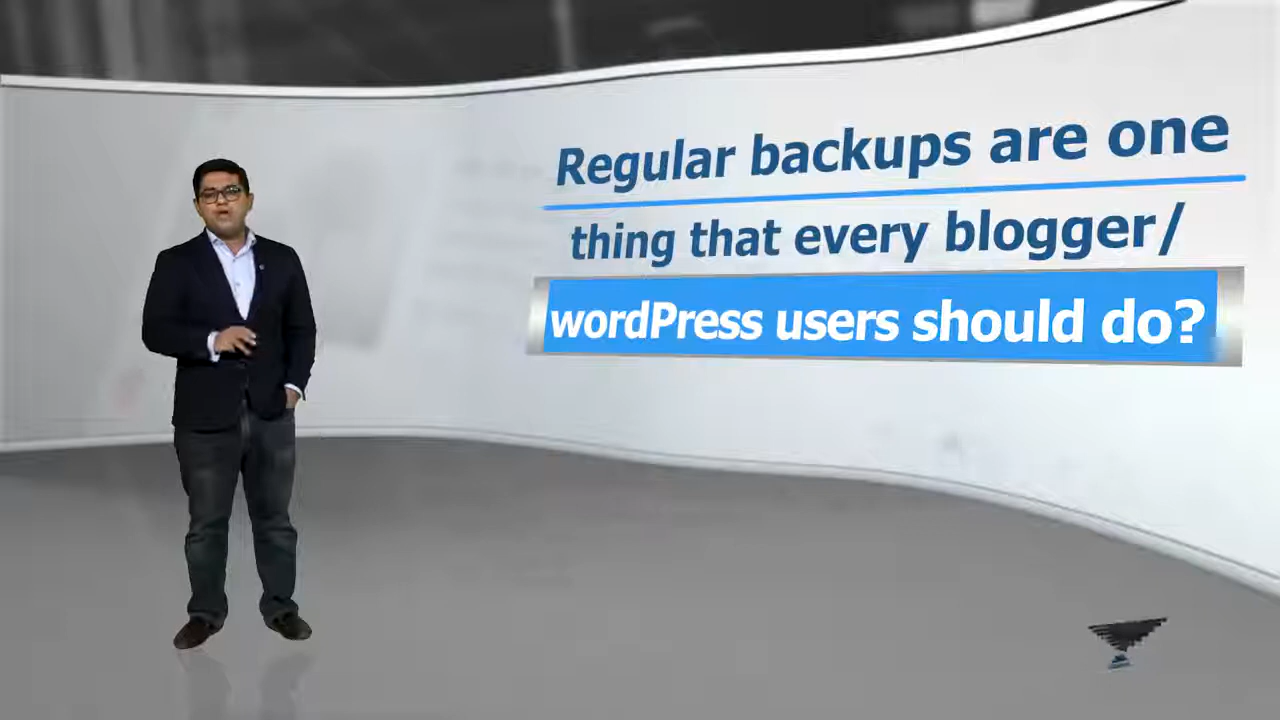 Regular backups are one
thing that every blogger/
wordPress users should do?